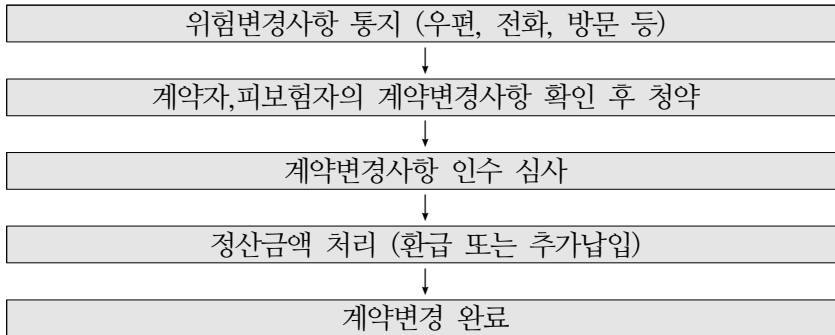 위험변경사항 통지 (우편, 전화, 방문 등)
계약자,피보험자의 계약변경사항 확인 후 청약
계약변경사항 인수 심사
정산금액 처리 (환급 또는 추가납입)
계약변경 완료